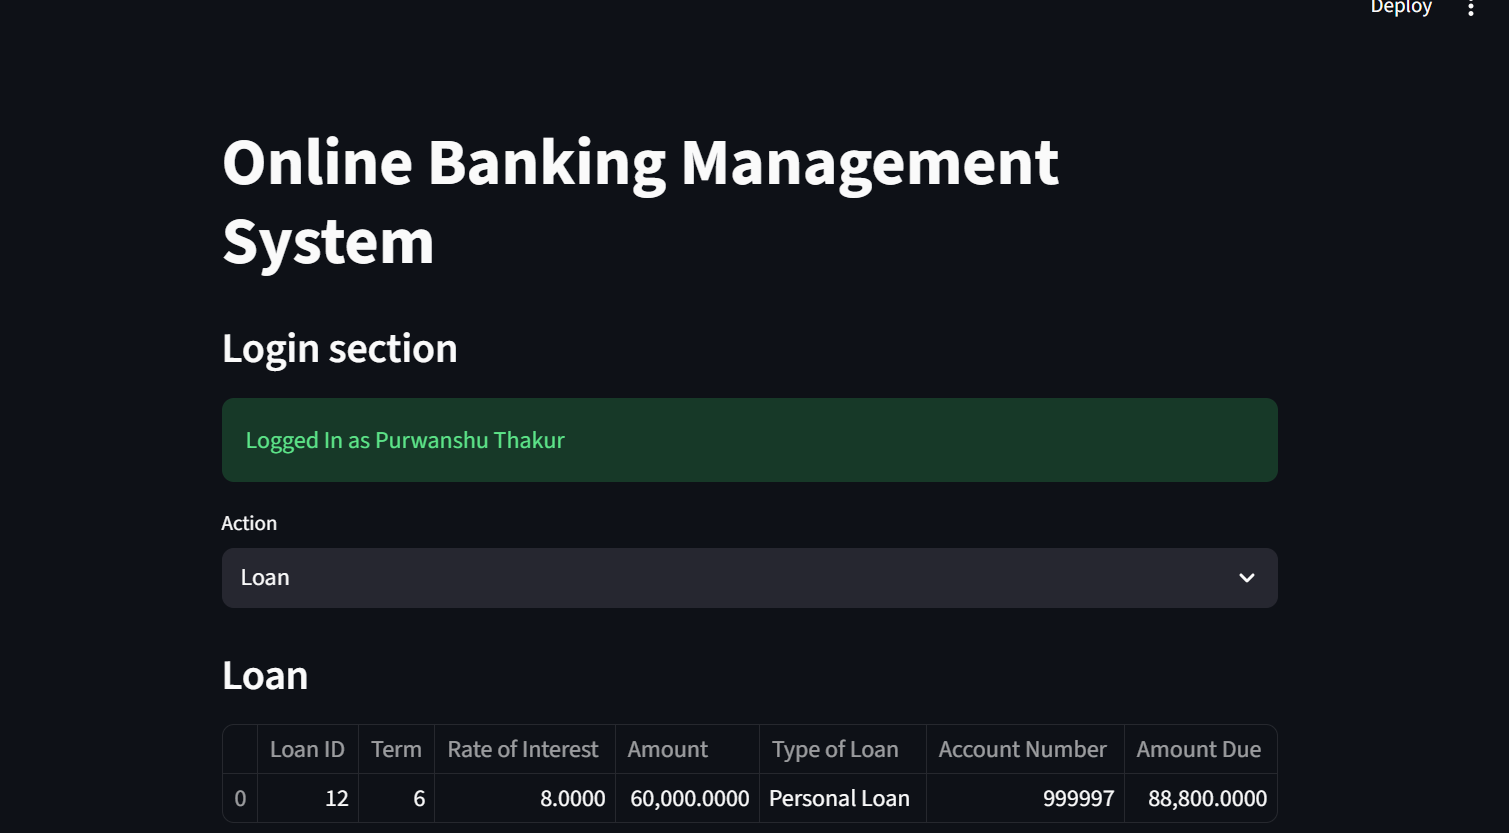 Deploy
Online Banking Management
System
Login section
Logged In as Purwanshu Thakur
Action
Loan
Loan
Loan ID Term Rate of Interest Amount Type of Loan Account Number Amount Due
0 12 6 8.0000 60,000.0000 Personal Loan 999997 88,800.0000